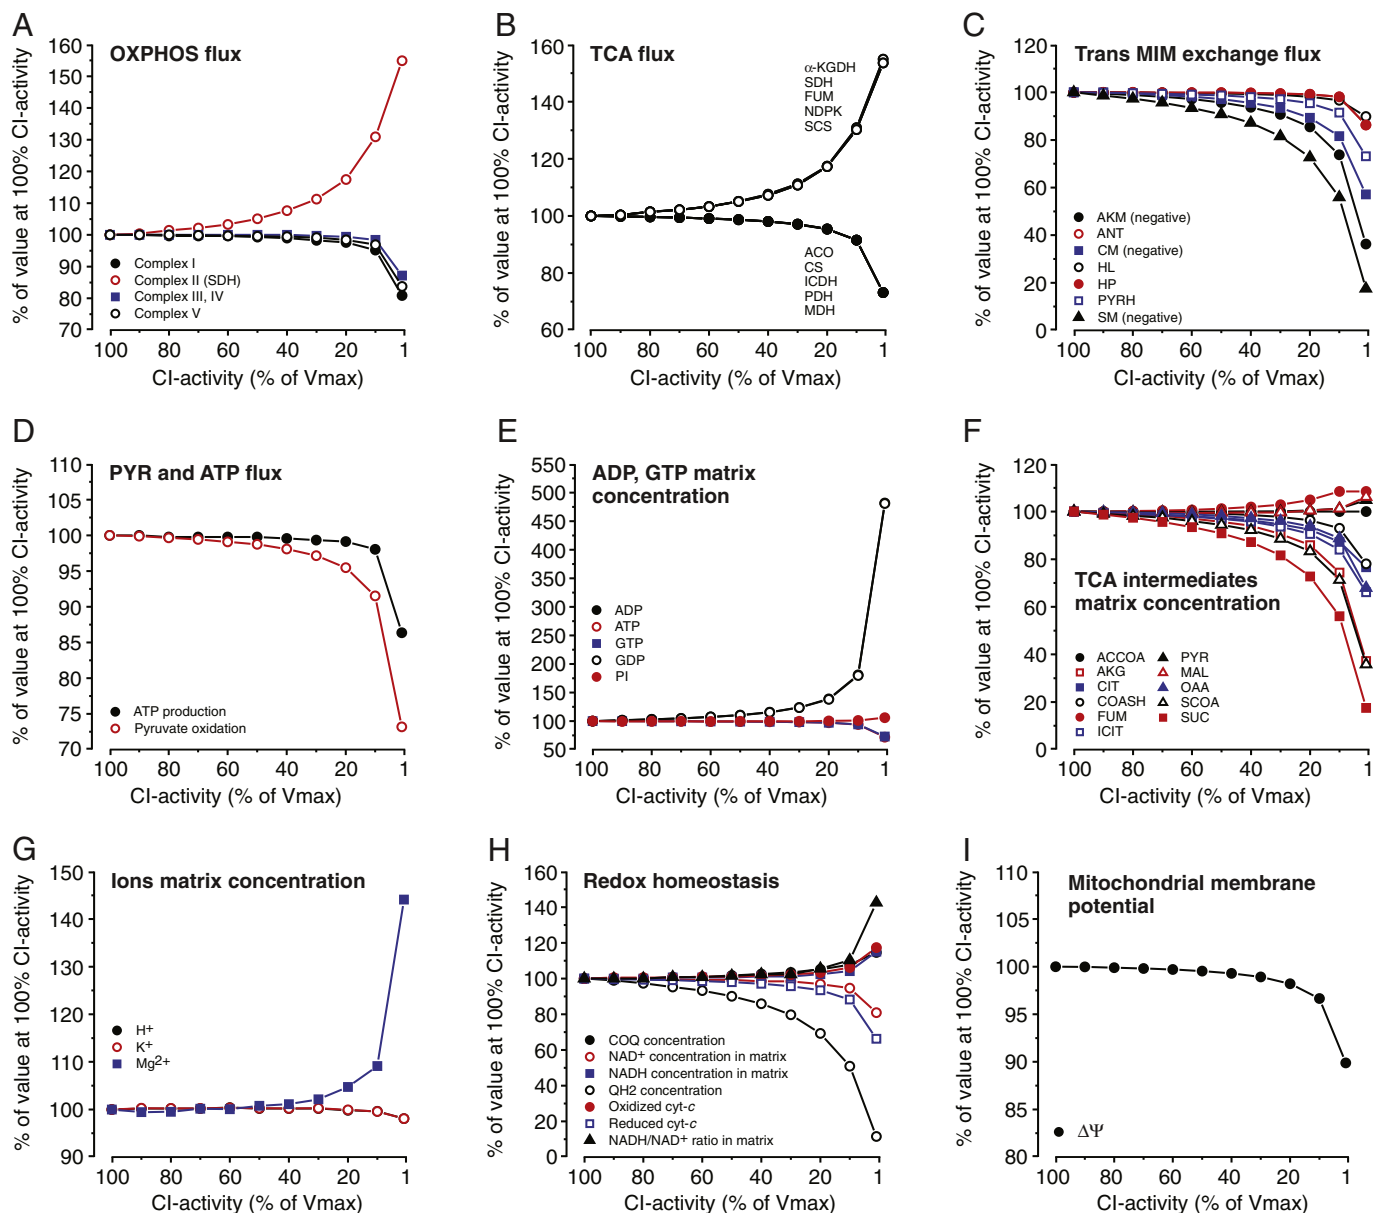 A
OXPHOS flux
% of value at 100% CI-activity
160
150
140
130
120
110
100
90
80
70
Complex I
Complex II (SDH)
Complex III, IV
Complex V
100 80 60 40 20 1
CI-activity (% of Vmax)
B
TCA flux
% of value at 100% CI-activity
160
140
120
100
80
60
α-KGDH
SDH
FUM
NDPK
SCS
ACO
CS
ICDH
PDH
MDH
100 80 60 40 20 1
CI-activity (% of Vmax)
C
Trans MIM exchange flux
% of value at 100% CI-activity
120
100
80
60
40
20
0
AKM (negative)
ANT
CM (negative)
HL
HP
PYRH
SM (negative)
100 80 60 40 20 1
CI-activity (% of Vmax)
D
PYR and ATP flux
% of value at 100% CI-activity
110
105
100
95
90
85
80
75
70
ATP production
Pyruvate oxidation
100 80 60 40 20 1
CI-activity (% of Vmax)
E
ADP, GTP matrix
concentration
% of value at 100% CI-activity
550
500
450
400
350
300
250
200
150
100
50
ADP
ATP
GTP
GDP
PI
100 80 60 40 20 1
CI-activity (% of Vmax)
F
% of value at 100% CI-activity
120
100
80
60
40
20
0
TCA intermediates
matrix concentration
ACCOA PYR
AKG MAL
CIT OAA
COASH SCOA
FUM SUC
ICIT
100 80 60 40 20 1
CI-activity (% of Vmax)
G
Ions matrix concentration
% of value at 100% CI-activity
150
140
130
120
110
100
90
H+
K+
Mg2+
100 80 60 40 20 1
CI-activity (% of Vmax)
H
Redox homeostasis
% of value at 100% CI-activity
160
140
120
100
80
60
40
20
0
COQ concentration
NAD+ concentration in matrix
NADH concentration in matrix
QH2 concentration
Oxidized cyt-c
Reduced cyt-c
NADH/NAD+ ratio in matrix
100 80 60 40 20 1
CI-activity (% of Vmax)
I
Mitochondrial membrane
potential
% of value at 100% CI-activity
110
105
100
95
90
85
80
ΔΨ
100 80 60 40 20 1
CI-activity (% of Vmax)